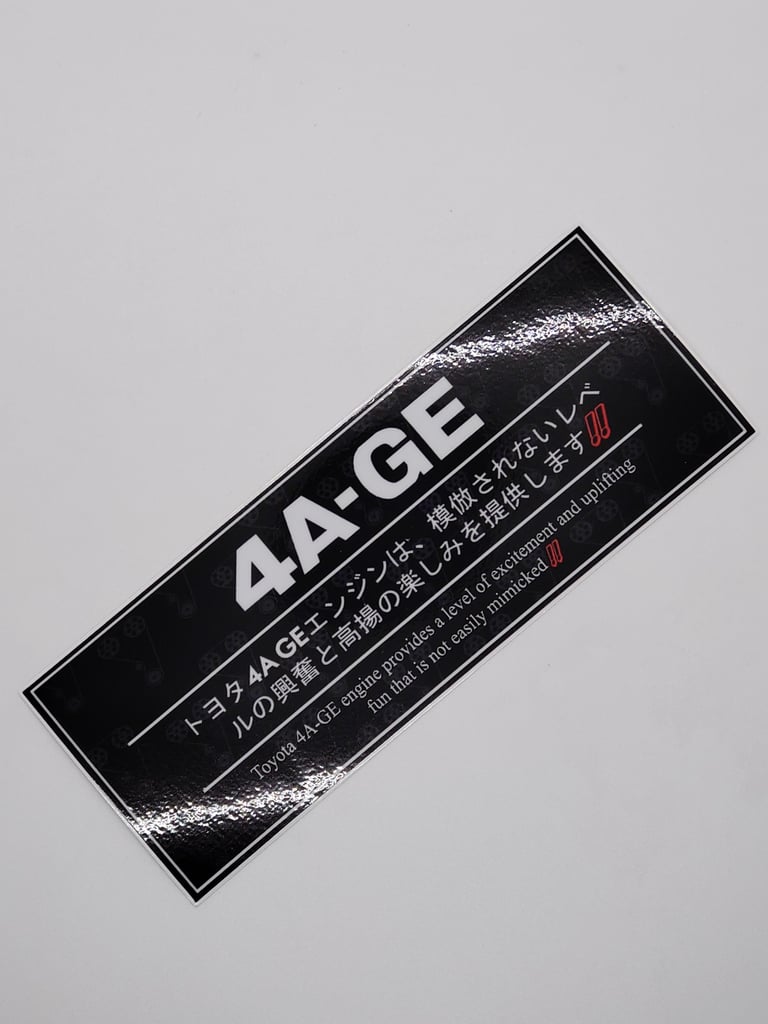 4A-GE
トヨタ4A GEエンジンは、模倣されないレベ
ルの興奮と高揚の楽しみを提供します!!
Toyota 4A-GE engine provides a level of excitement and uplifting
fun that is not easily mimicked!!